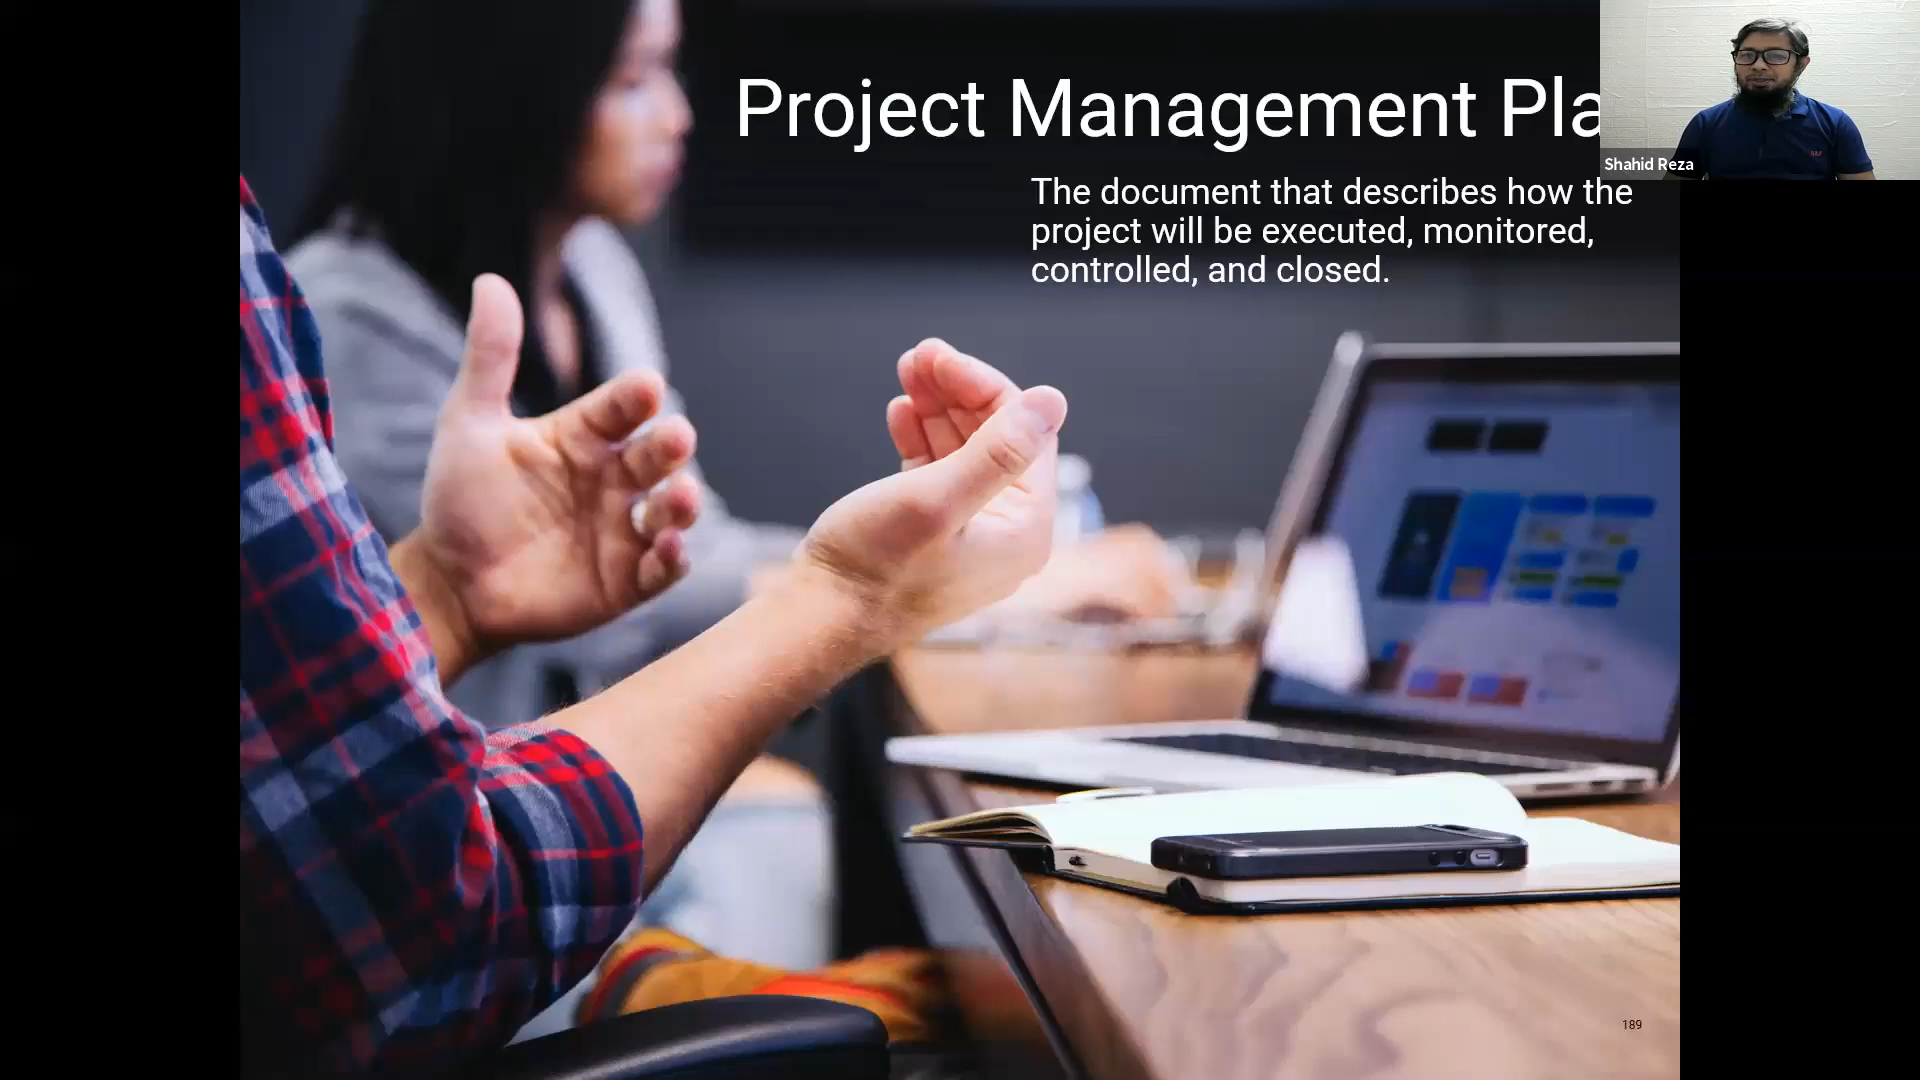 Project Management Pla
Shahid Reza
The document that describes how the
project will be executed, monitored,
controlled, and closed.
189